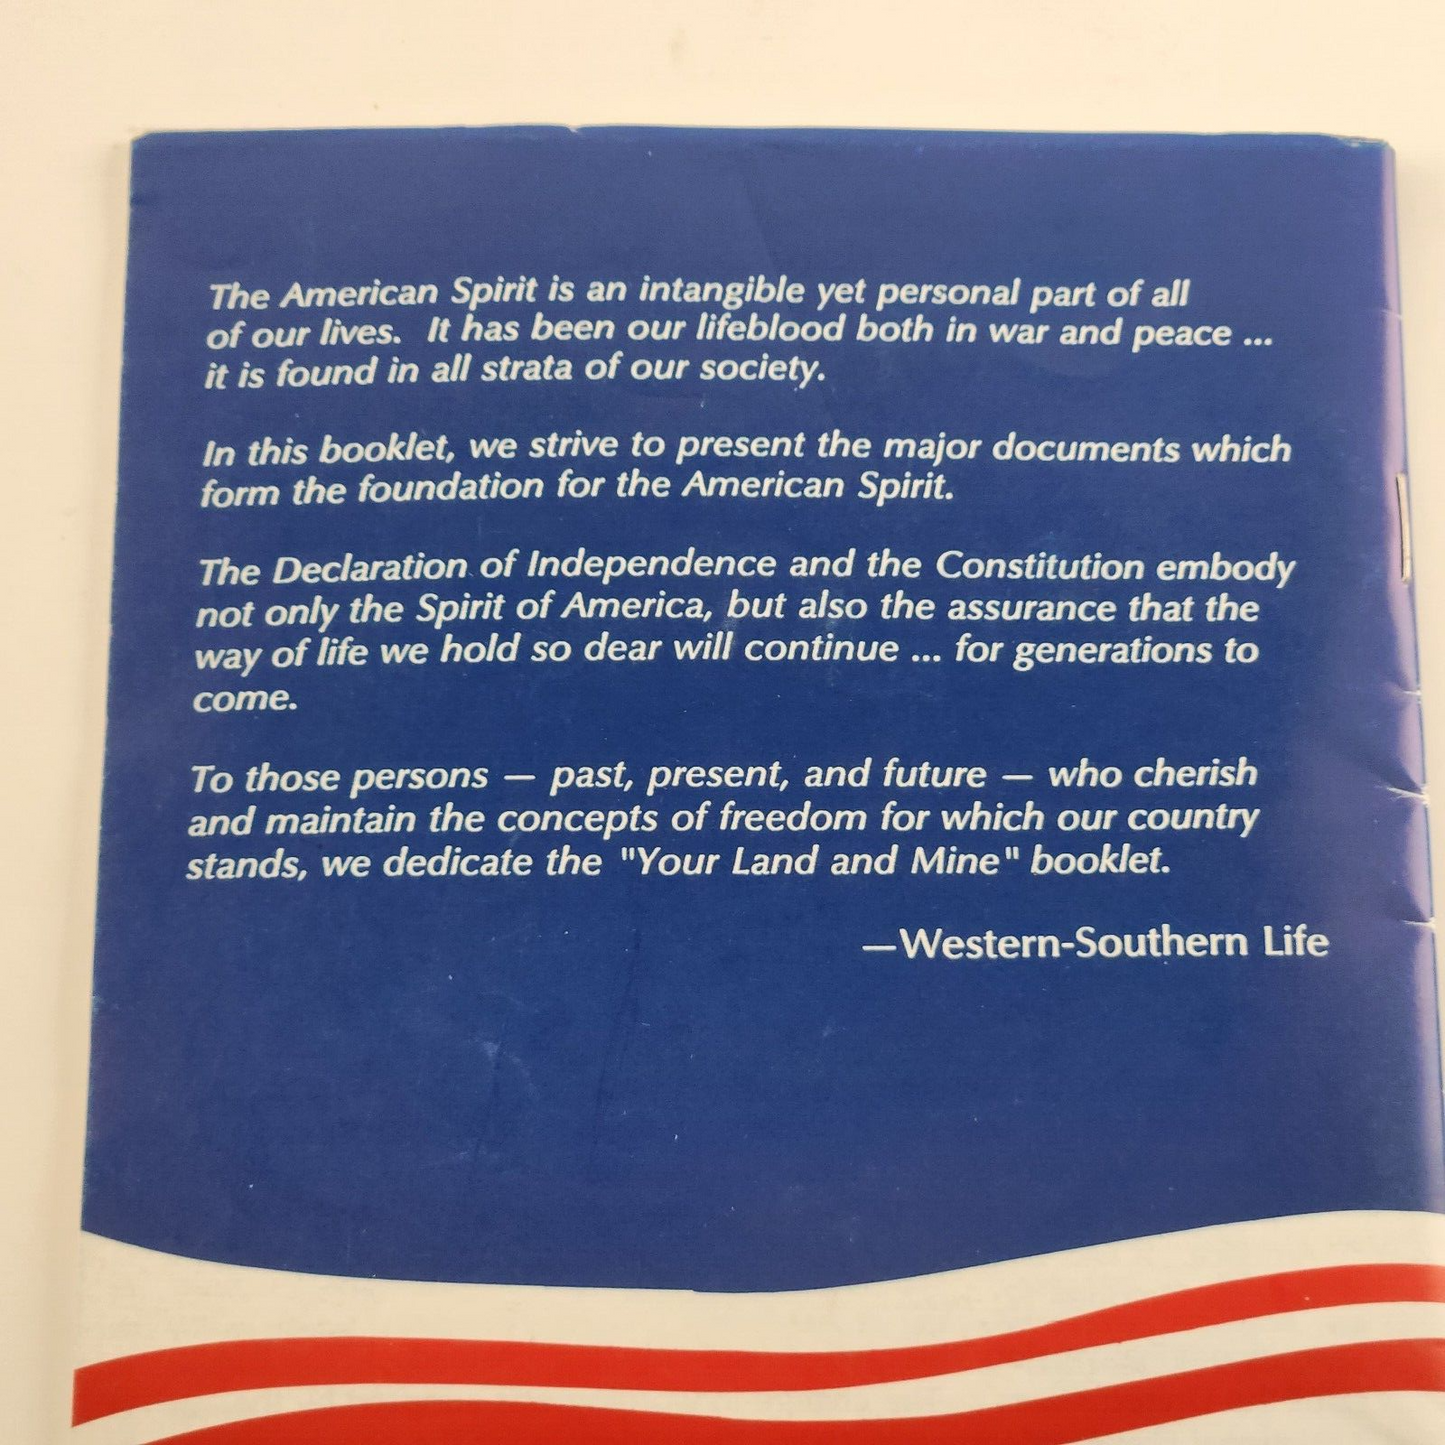 The American Spirit is an intangible yet personal part of all
of our lives. It has been our lifeblood both in war and peace ...
it is found in all strata of our society.
In this booklet, we strive to present the major documents which
form the foundation for the American Spirit.
The Declaration of Independence and the Constitution embody
not only the Spirit of America, but also the assurance that the
way of life we hold so dear will continue ... for generations to
come.
To those persons — past, present, and future — who cherish
and maintain the concepts of freedom for which our country
stands, we dedicate the "Your Land and Mine" booklet.
—Western-Southern Life